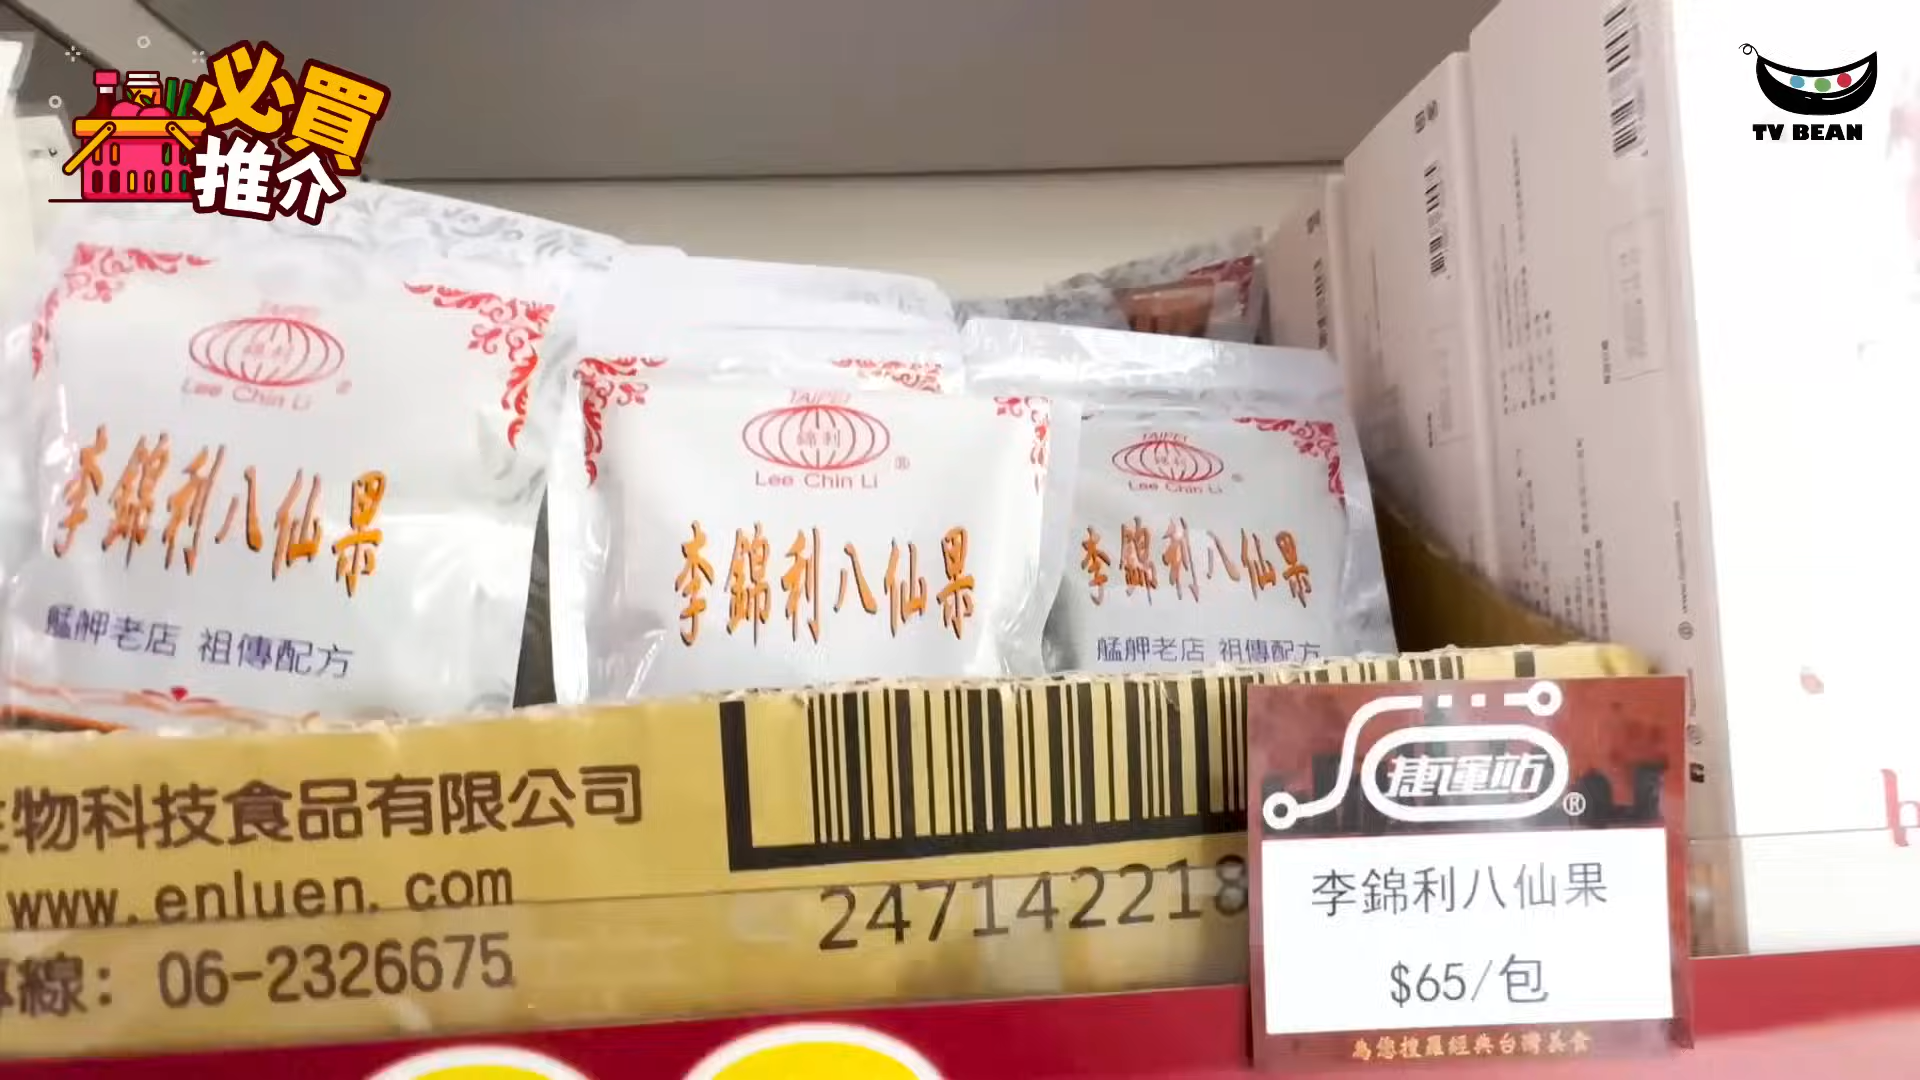 必買
推介
TV BEAN
TAIPEI
錦利
Lee Chin Li ®
李錦利八仙果
艋舺老店 祖傳配方
TAIPEI
錦利
Lee Chin Li ®
李錦利八仙果
TAIPEI
錦利
Lee Chin Li
李錦利八仙果
艋舺老店 祖傳配方
物科技食品有限公司
www.enluen.com
專線: 06-2326675
247142218
捷運站®
李錦利八仙果
$65/包
為您搜羅經典台灣美食